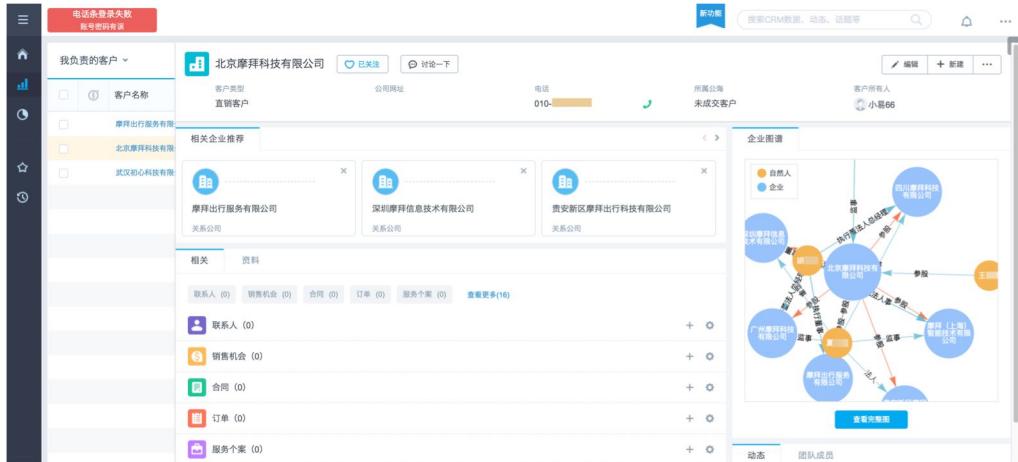 电话条登录失败
账号密码有误
新功能
搜索CRM数据、动态、话题等
我负责的客户
客户名称
摩拜出行服务有限
北京摩拜科技有限
武汉初心科技有限
北京摩拜科技有限公司
已关注
讨论一下
编辑
新建
客户类型
公司网址
电话
所属公海
客户所有人
直销客户
010-
未成交客户
小易66
相关企业推荐
摩拜出行服务有限公司
关系公司
深圳摩拜信息技术有限公司
关系公司
贵安新区摩拜出行科技有限公司
关系公司
相关
资料
联系人 (0)
销售机会 (0)
合同 (0)
订单 (0)
服务个案 (0)
查看更多(16)
联系人（0）
销售机会（0）
合同（0）
订单（0）
服务个案（0）
企业图谱
自然人
企业
四川摩拜科技
有限公司
监事
参股
北京摩拜科技有
限公司
参股
王
广州摩拜科技
有限公司
监事
参股
监事
摩拜（上海）
智能技术有限
公司
摩拜出行服务
有限公司
法人
查看完整图
动态
团队成员